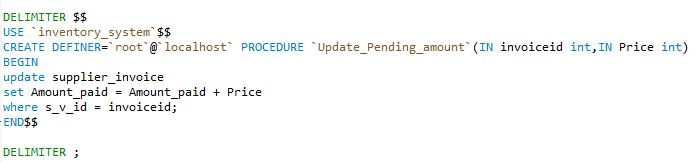 DELIMITER $$
USE `inventory_system`$$
CREATE DEFINER=`root`@`localhost` PROCEDURE `Update_Pending_amount`(IN invoiceid int,IN Price int)
BEGIN
update supplier_invoice
set Amount_paid = Amount_paid + Price
where s_v_id = invoiceid;
END$$
DELIMITER ;